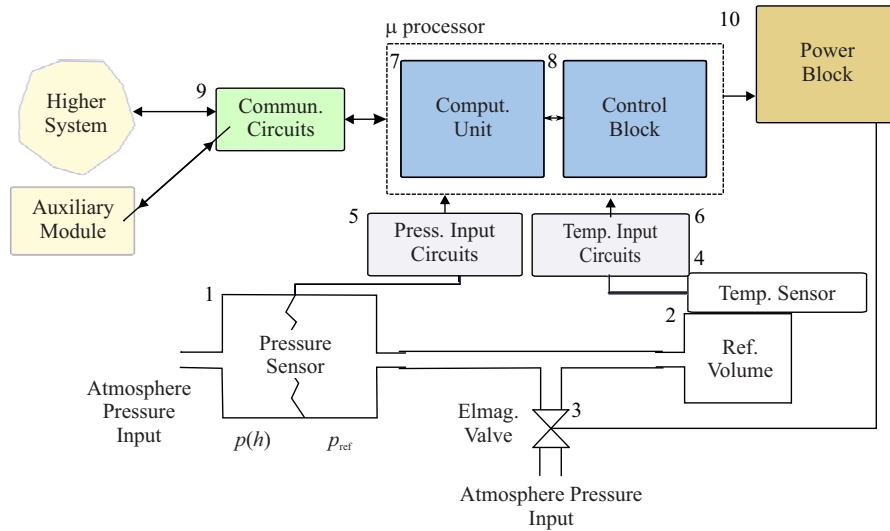 μ processor
10
7
8
9
Power
Block
Higher
System
Commun.
Circuits
Comput.
Unit
Control
Block
Auxiliary
Module
5
Press. Input
Circuits
6
Temp. Input
Circuits
4
Temp. Sensor
1
2
Pressure
Sensor
Ref.
Volume
Atmosphere
Pressure
Input
p(h)
pref
Elmag.
Valve
3
Atmosphere Pressure
Input